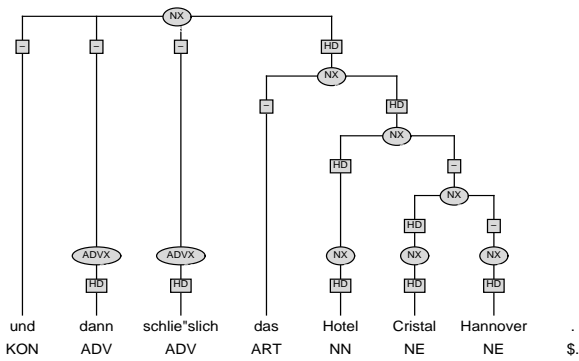 NX
– – – HD
NX
– HD
NX
HD –
NX
HD –
ADVX ADVX NX NX NX
HD HD HD HD HD
und dann schlie"slich das Hotel Cristal Hannover .
KON ADV ADV ART NN NE NE $.